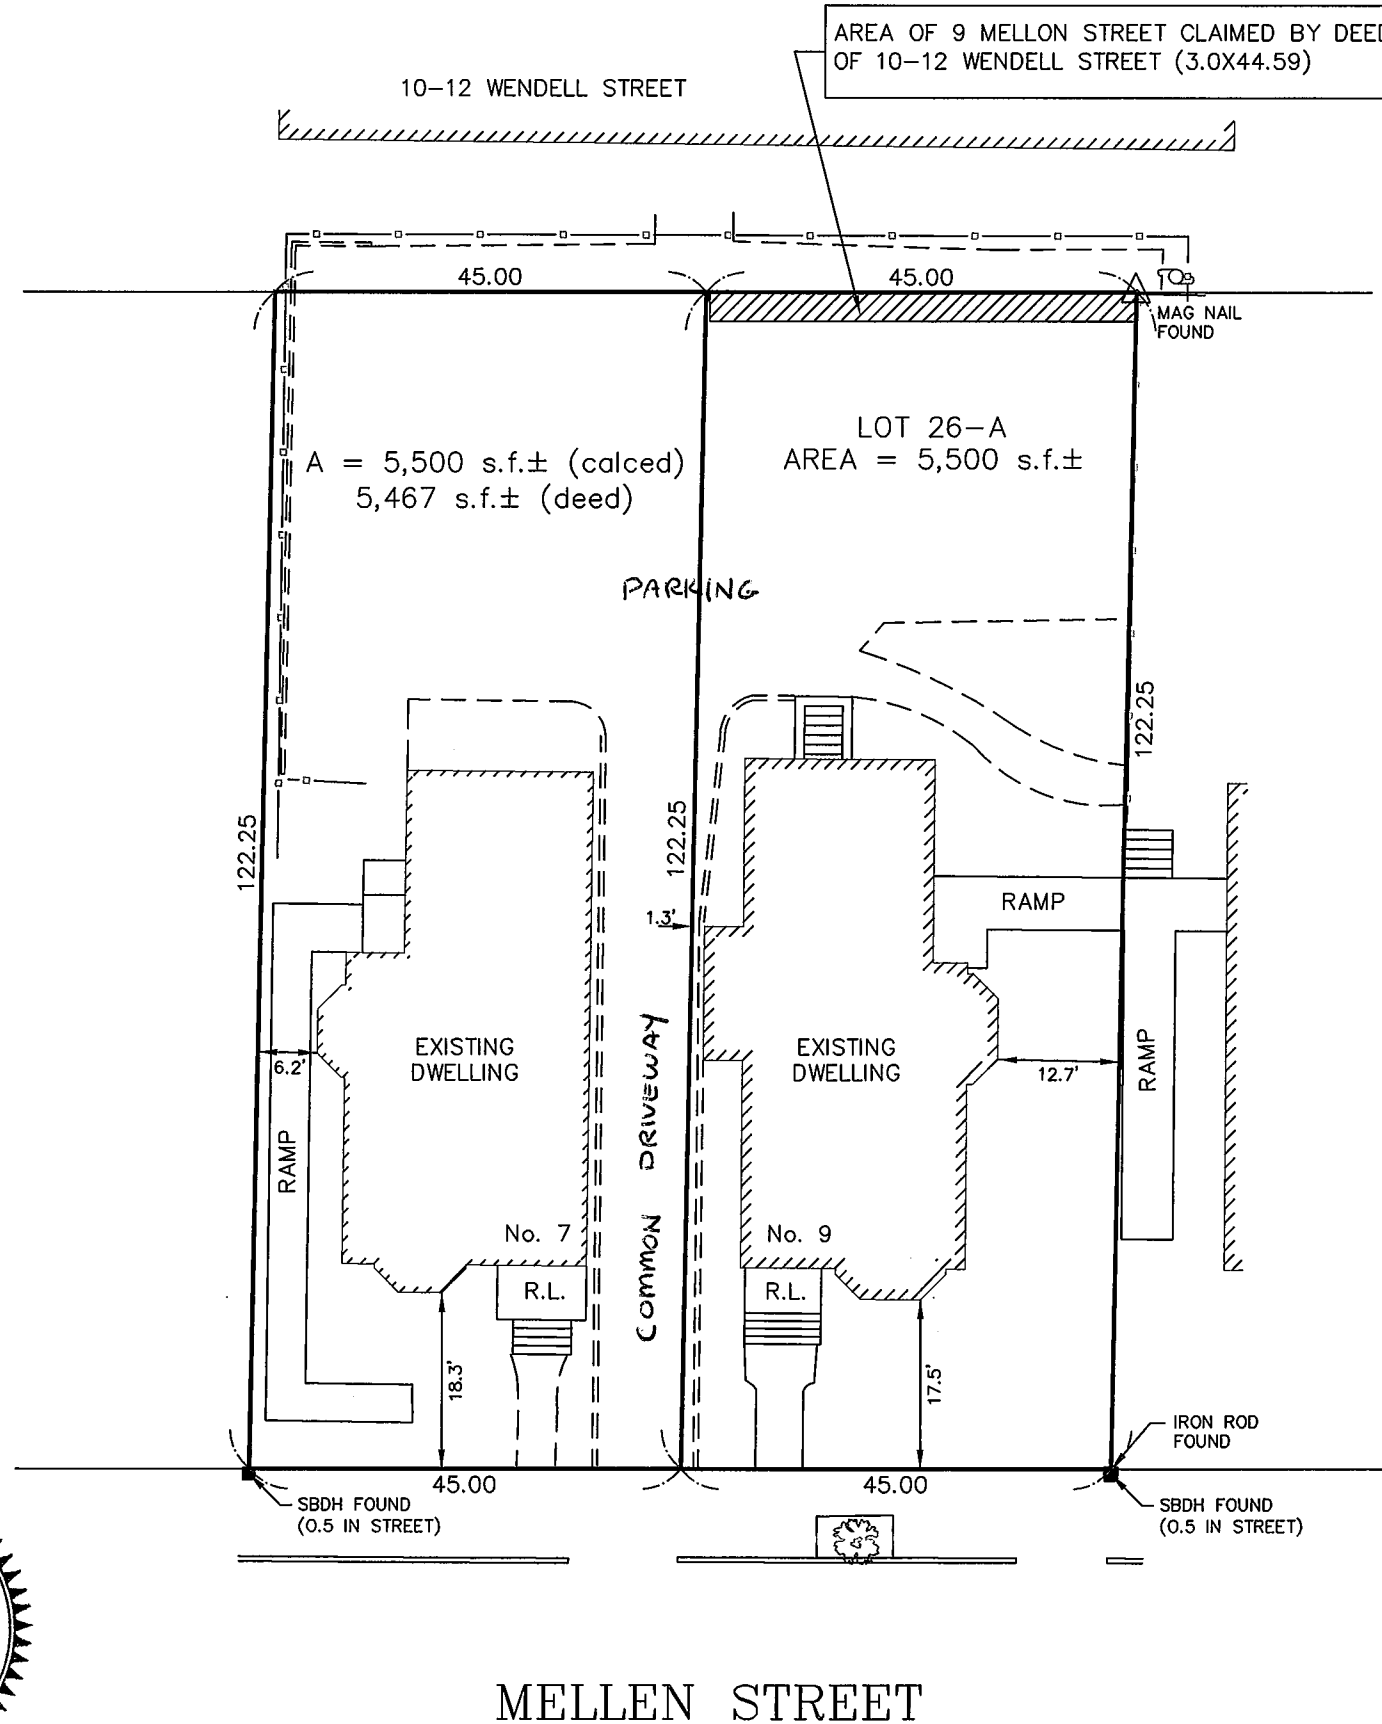 AREA OF 9 MELLON STREET CLAIMED BY DEED
OF 10-12 WENDELL STREET (3.0X44.59)
10-12 WENDELL STREET
45.00
45.00
MAG NAIL
FOUND
LOT 26-A
AREA = 5,500 s.f.±
A = 5,500 s.f.± (calced)
5,467 s.f.± (deed)
PARKING
122.25
122.25
122.25
RAMP
1.3'
EXISTING
DWELLING
EXISTING
DWELLING
6.2'
12.7'
RAMP
RAMP
COMMON DRIVEWAY
No. 7
No. 9
R.L.
R.L.
18.3'
17.5'
IRON ROD
FOUND
45.00
45.00
SBDH FOUND
(0.5 IN STREET)
SBDH FOUND
(0.5 IN STREET)
MELLEN STREET